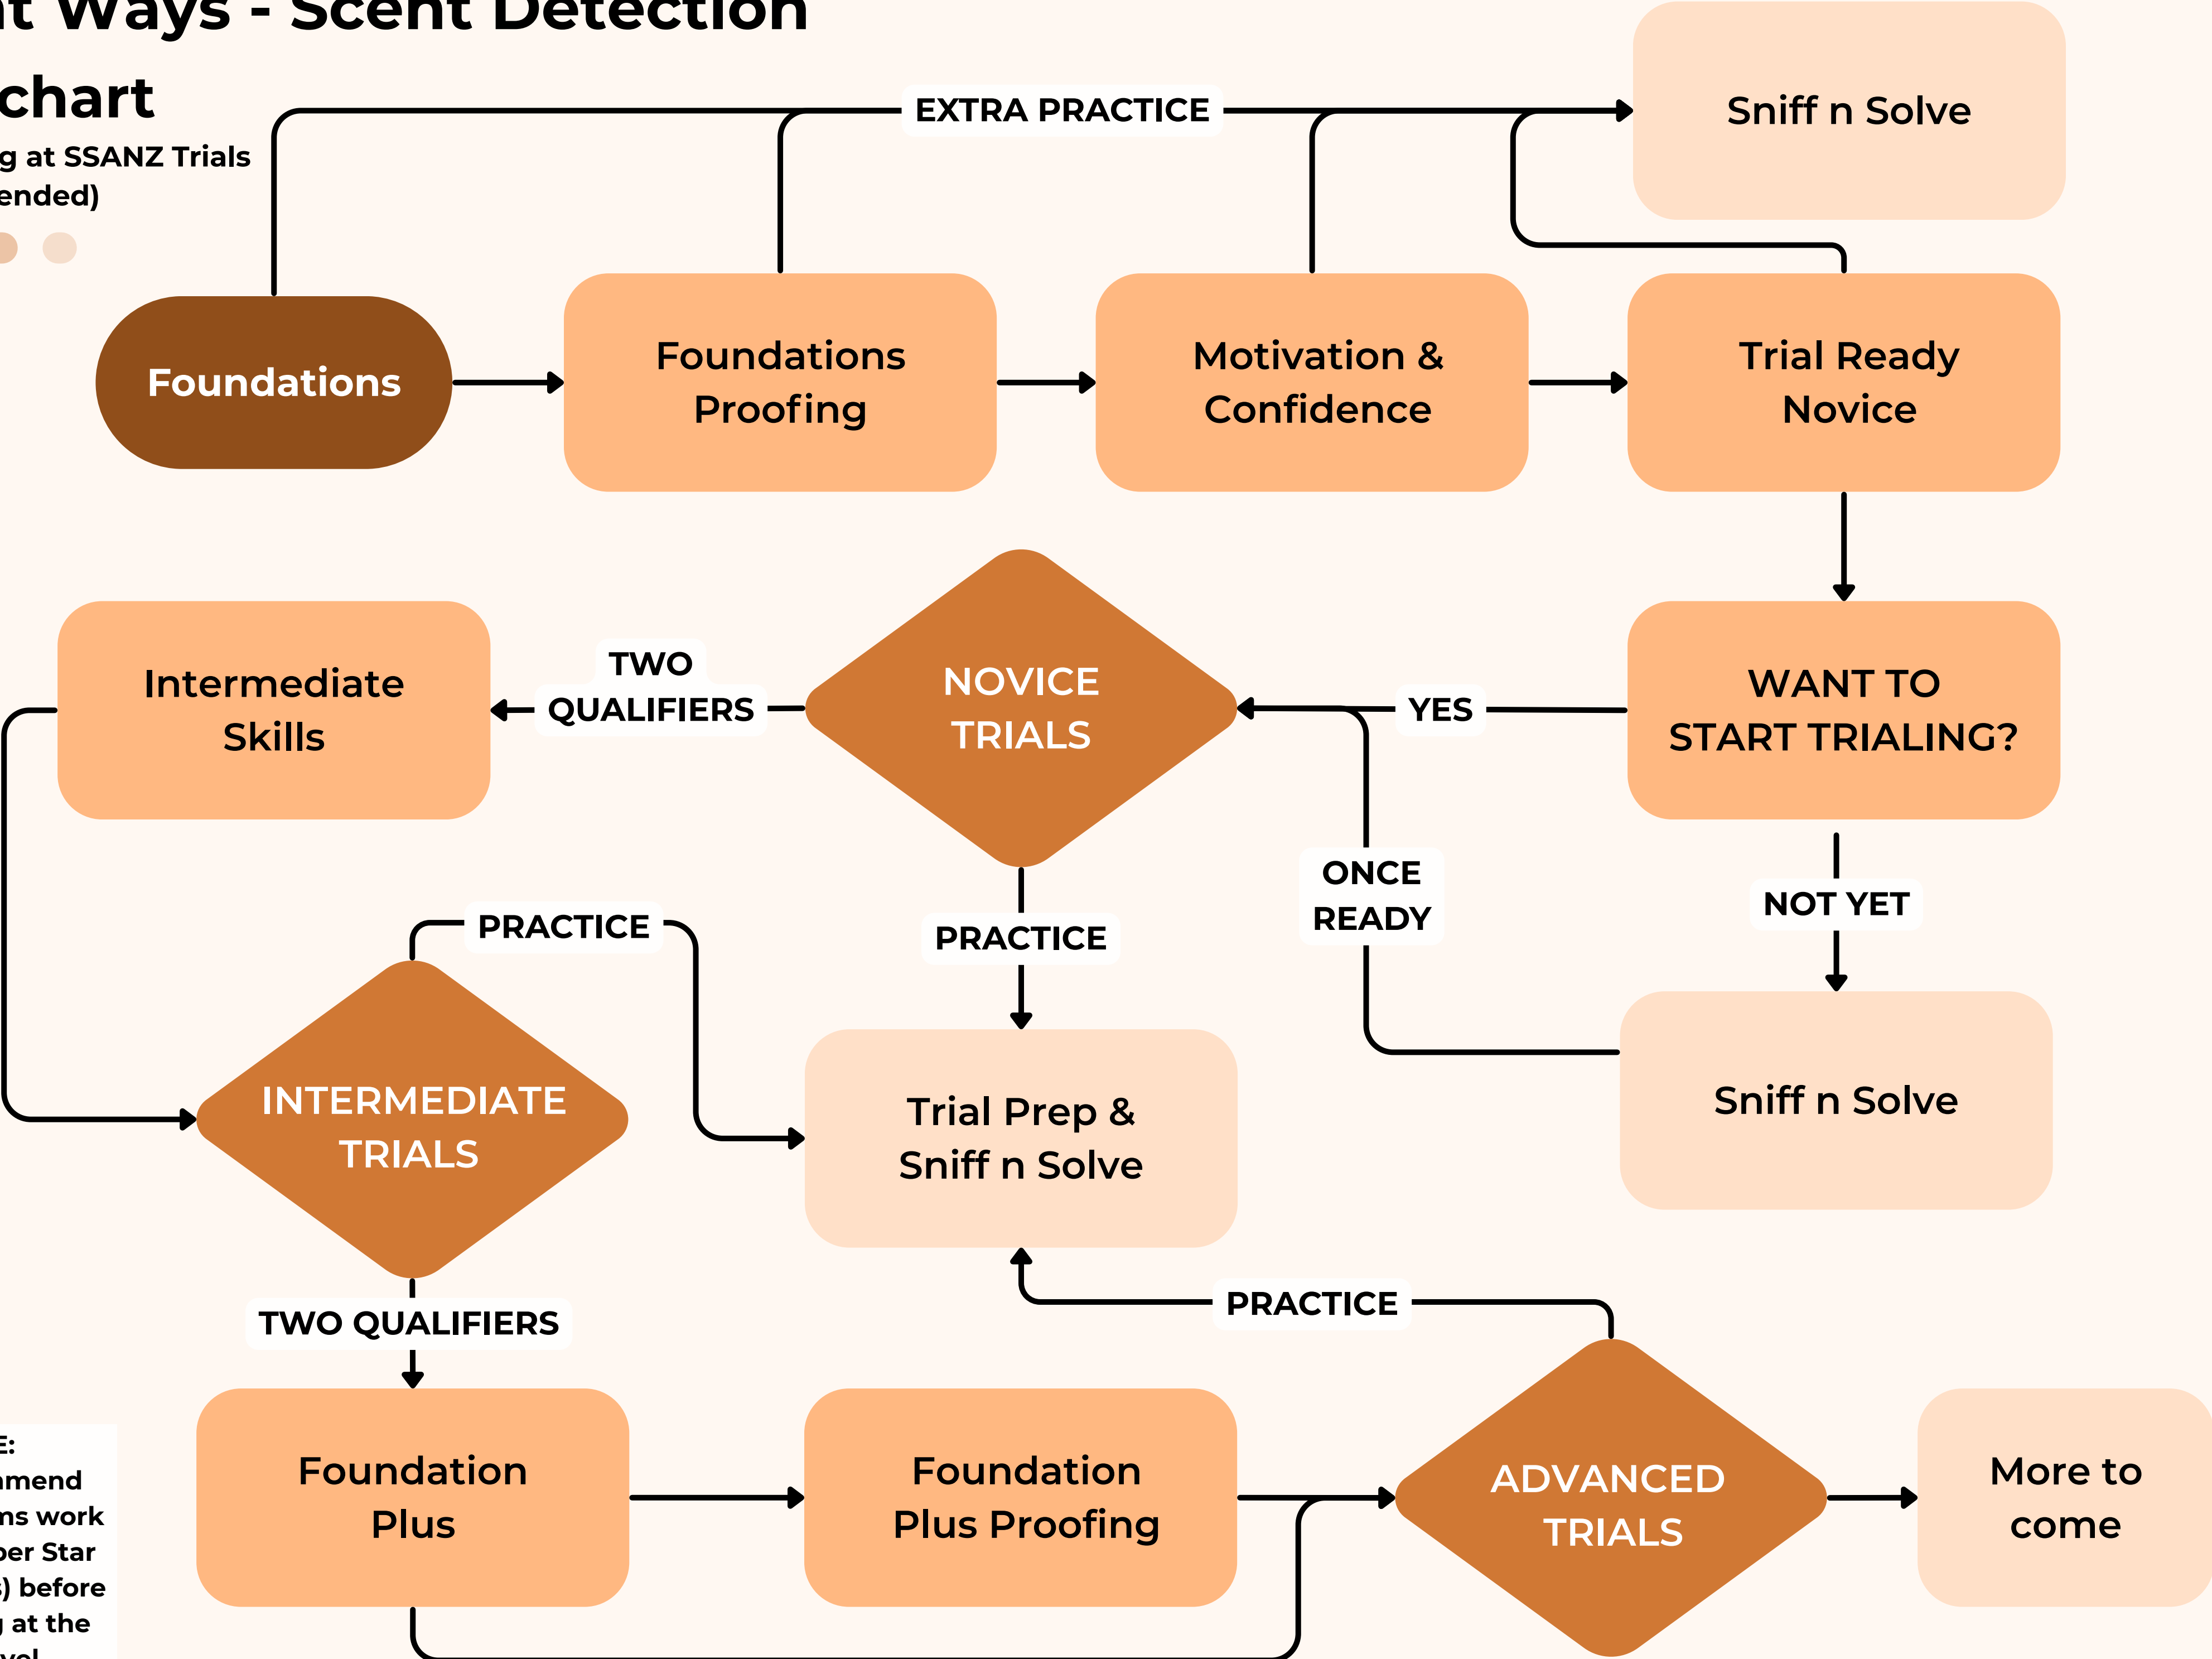 Ways - Scent Detection
chart
at SSANZ Trials
EXTRA PRACTICE
Sniff n Solve
Foundations
Foundations
Proofing
Motivation &
Confidence
Trial Ready
Novice
Intermediate
Skills
TWO
QUALIFIERS
NOVICE
TRIALS
YES
WANT TO
START TRIALING?
ONCE
READY
NOT YET
PRACTICE
PRACTICE
INTERMEDIATE
TRIALS
Trial Prep &
Sniff n Solve
Sniff n Solve
TWO QUALIFIERS
PRACTICE
Foundation
Plus
Foundation
Plus Proofing
ADVANCED
TRIALS
More to
come
work
Star
before
at the